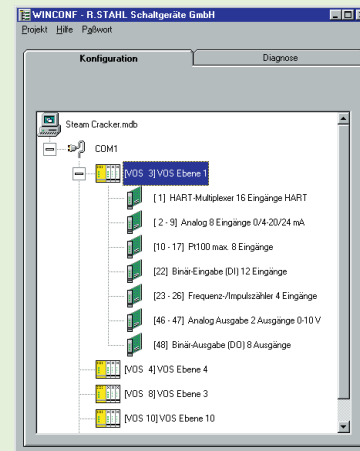 WINCONF - R.STAHL Schaltgeräte GmbH
Projekt Hilfe Paßwort
Konfiguration Diagnose
Steam Cracker.mdb
COM1
[VOS 3] VOS Ebene 1
[ 1] HART-Multiplexer 16 Eingänge HART
[ 2 - 9] Analog 8 Eingänge 0/4-20/24 mA
[10 - 17] Pt100 max. 8 Eingänge
[22] Binär-Eingabe (DI) 12 Eingänge
[23 - 26] Frequenz-/Impulszähler 4 Eingänge
[46 - 47] Analog Ausgabe 2 Ausgänge 0-10 V
[48] Binär-Ausgabe (DO) 8 Ausgänge
[VOS 4] VOS Ebene 4
[VOS 8] VOS Ebene 3
[VOS 10] VOS Ebene 10